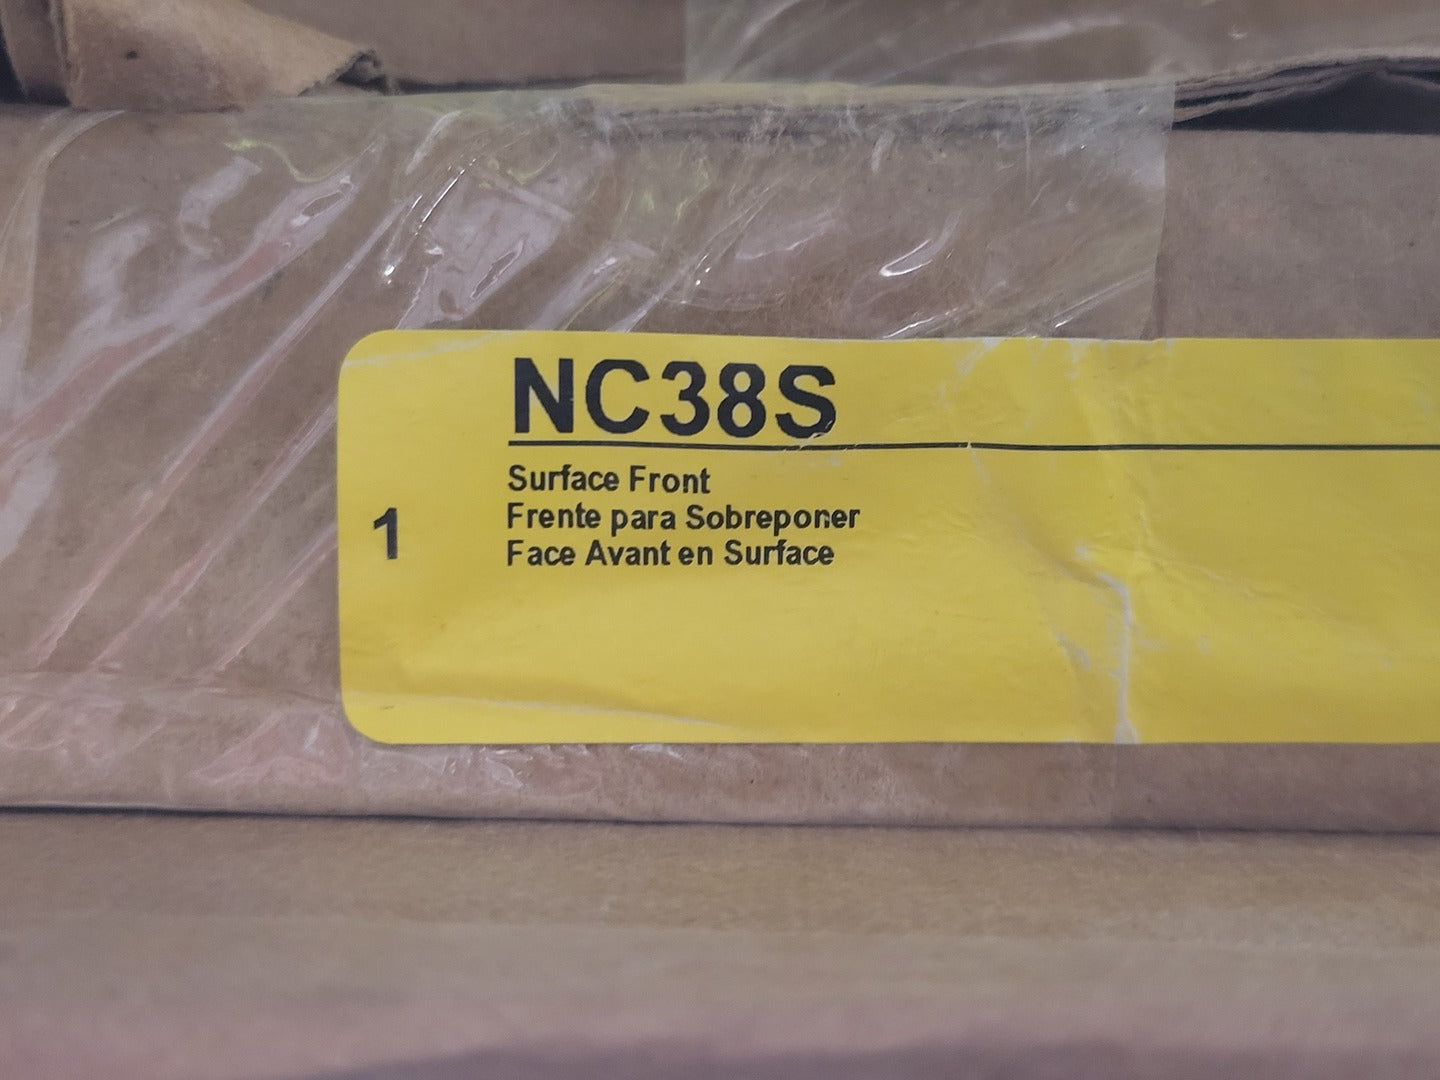 NC38S
Surface Front
1
Frente para Sobreponer
Face Avant en Surface